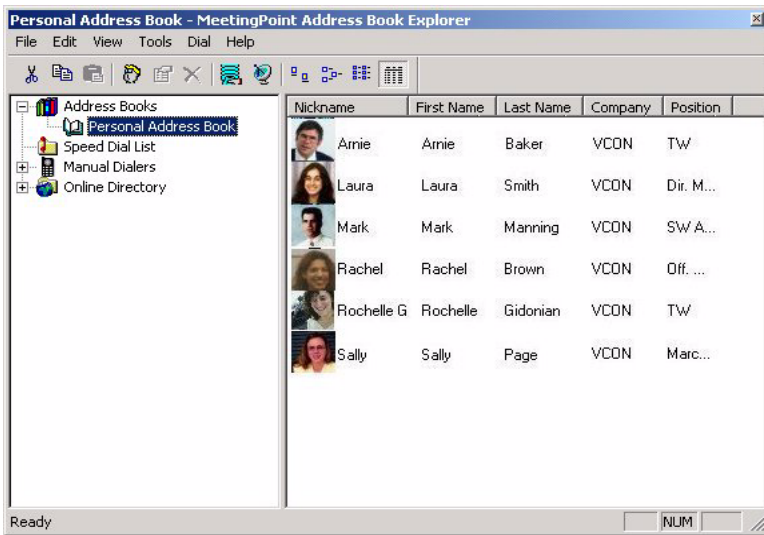 Personal Address Book - MeetingPoint Address Book Explorer
File Edit View Tools Dial Help
Address Books
Personal Address Book
Speed Dial List
Manual Dialers
Online Directory
Nickname First Name Last Name Company Position
Arnie Arnie Baker VCON TW
Laura Laura Smith VCON Dir. M...
Mark Mark Manning VCON SW A...
Rachel Rachel Brown VCON Off. ...
Rochelle G Rochelle Gidonian VCON TW
Sally Sally Page VCON Marc...
Ready NUM